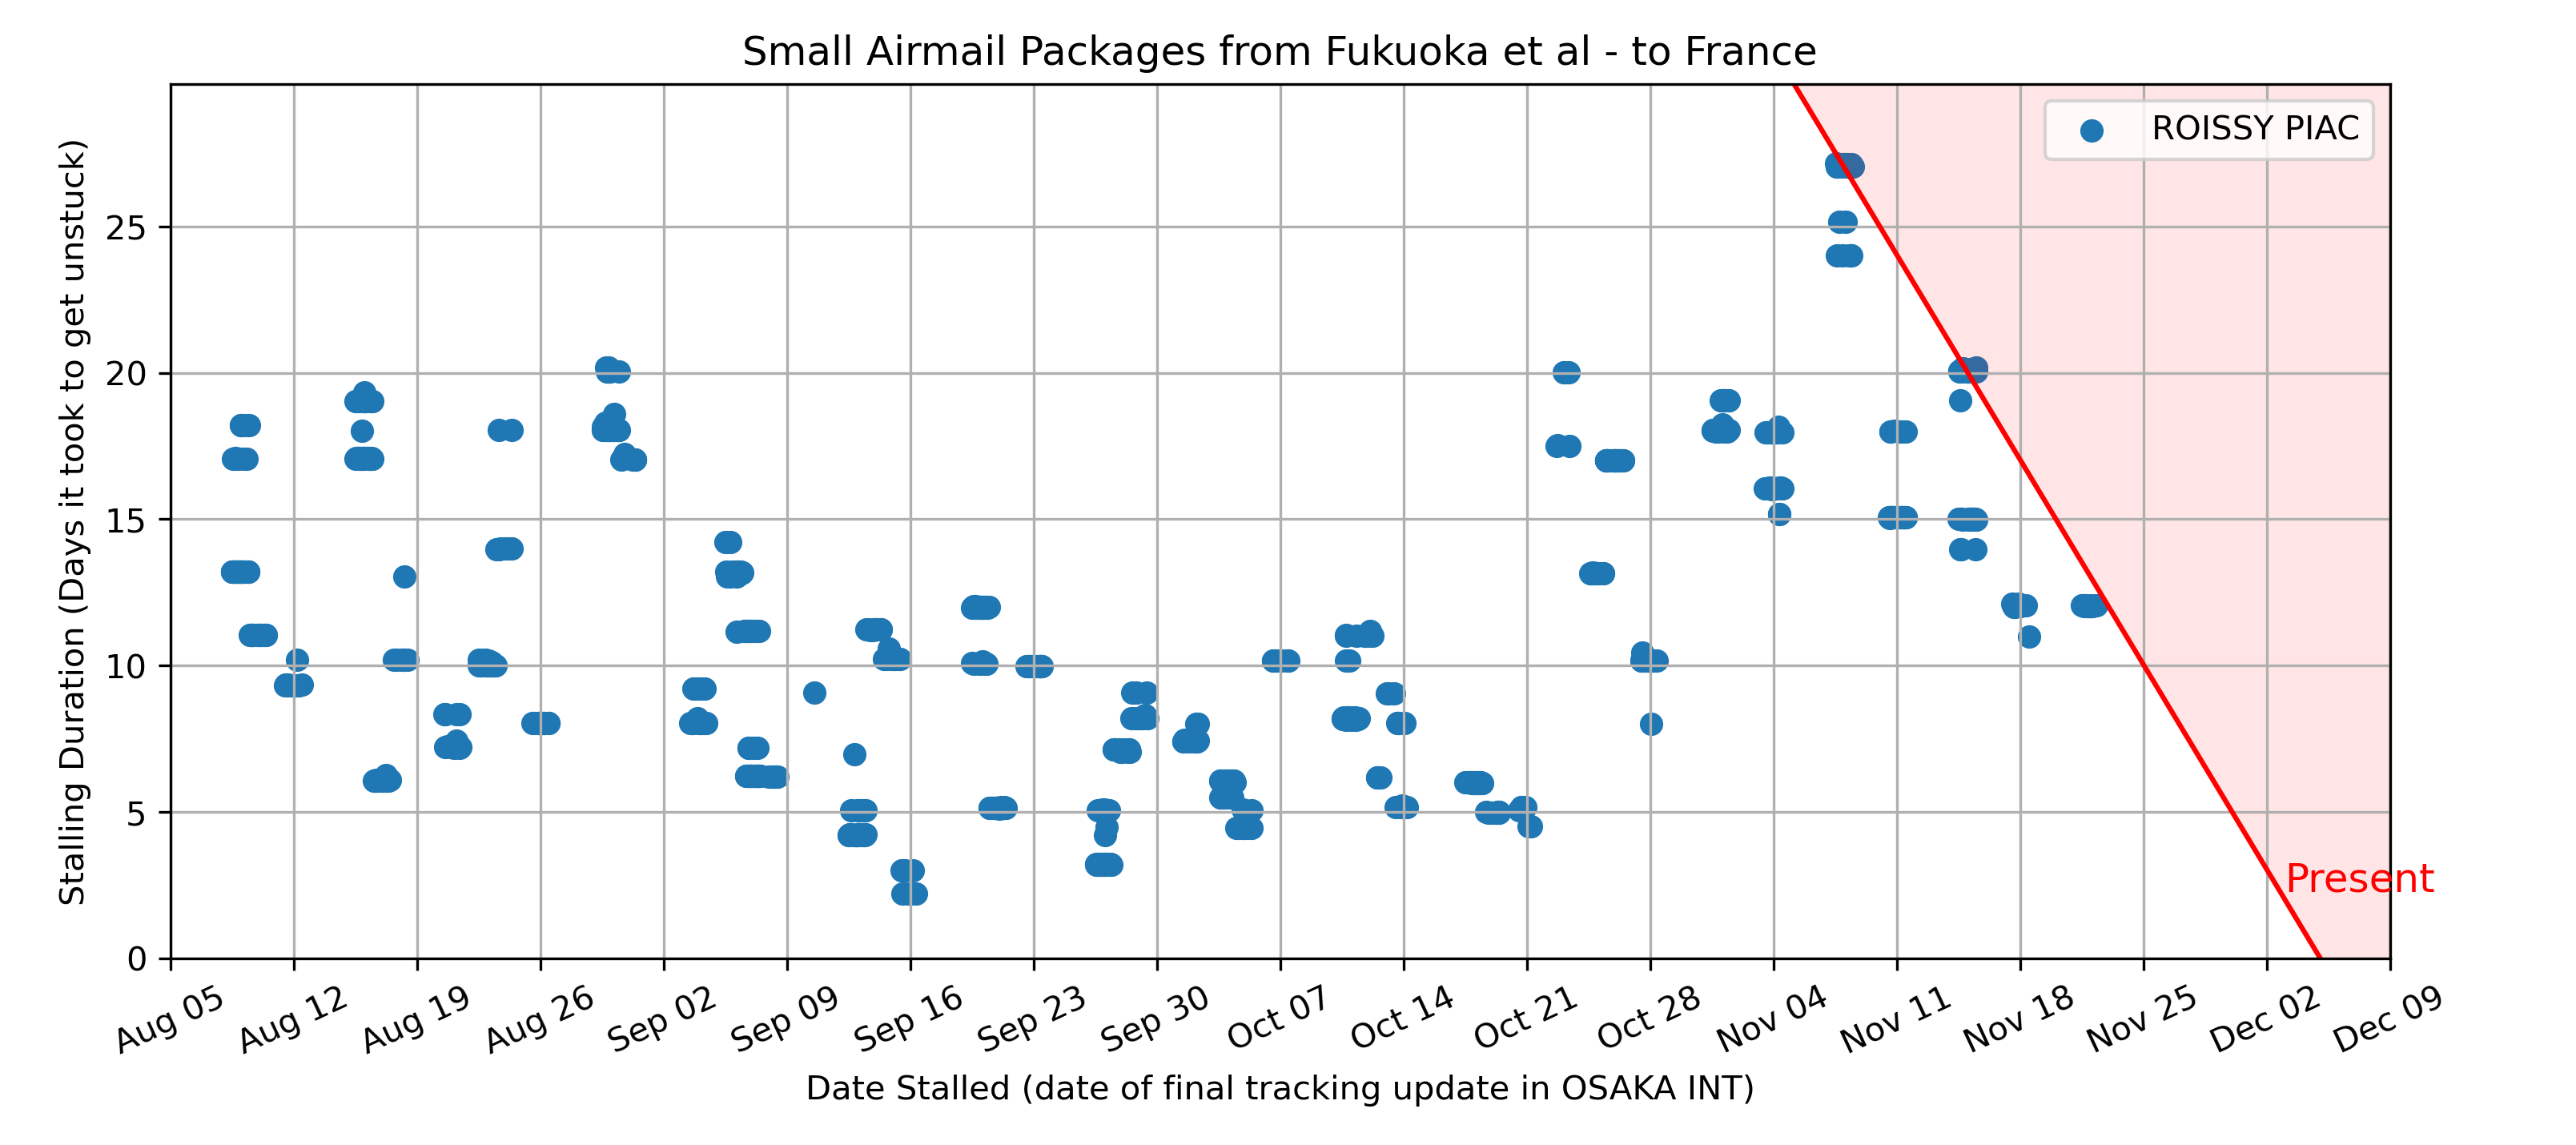 Small Airmail Packages from Fukuoka et al - to France
ROISSY PIAC
Stalling Duration (Days it took to get unstuck)
25
20
15
10
5
0
Present
Aug 05
Aug 12
Aug 19
Aug 26
Sep 02
Sep 09
Sep 16
Sep 23
Sep 30
Oct 07
Oct 14
Oct 21
Oct 28
Nov 04
Nov 11
Nov 18
Nov 25
Dec 02
Dec 09
Date Stalled (date of final tracking update in OSAKA INT)